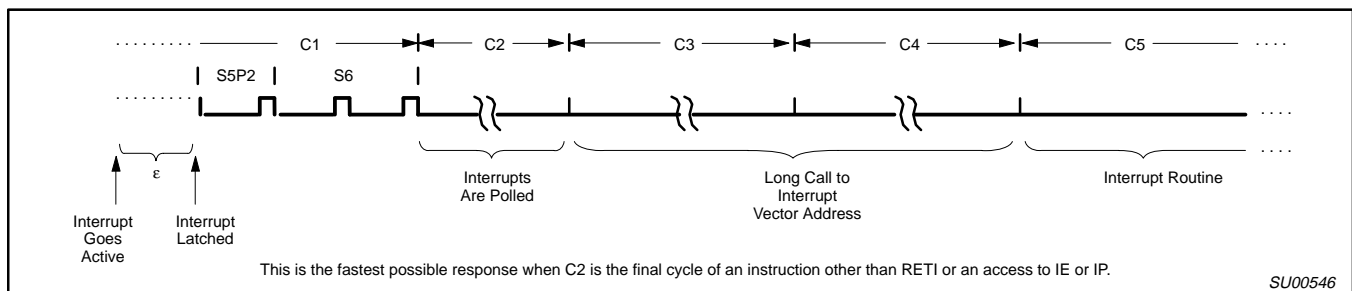 C1 C2 C3 C4 C5
S5P2 S6
ε
Interrupt
Goes
Active
Interrupt
Latched
Interrupts
Are Polled
Long Call to
Interrupt
Vector Address
Interrupt Routine
This is the fastest possible response when C2 is the final cycle of an instruction other than RETI or an access to IE or IP.
SU00546